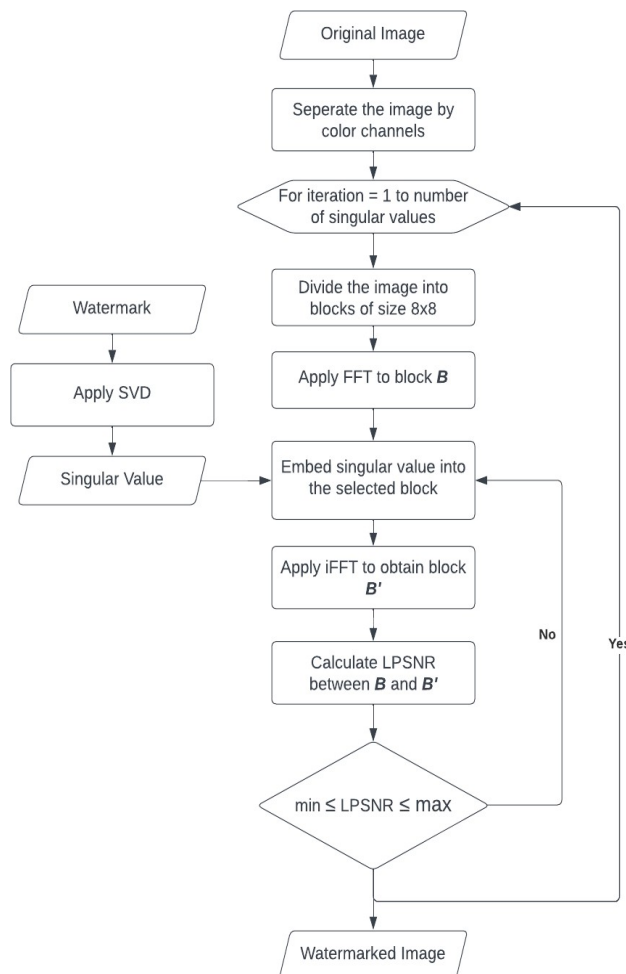 Original Image
Seperate the image by
color channels
For iteration = 1 to number
of singular values
Divide the image into
blocks of size 8x8
Watermark
Apply FFT to block B
Apply SVD
Embed singular value into
the selected block
Singular Value
Apply iFFT to obtain block
B'
No
Yes
Calculate LPSNR
between B and B'
min ≤ LPSNR ≤ max
Watermarked Image